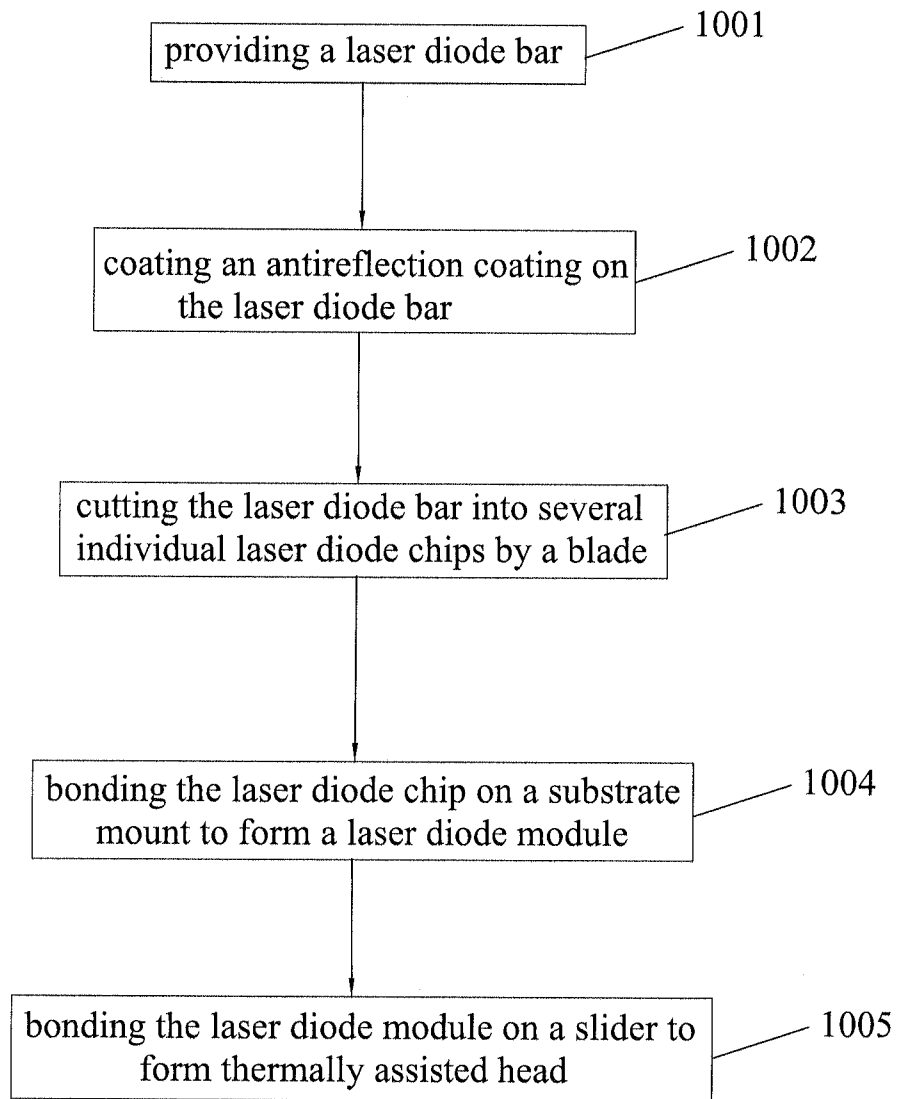 providing a laser diode bar
1001
coating an antireflection coating on
the laser diode bar
1002
cutting the laser diode bar into several
individual laser diode chips by a blade
1003
bonding the laser diode chip on a substrate
mount to form a laser diode module
1004
bonding the laser diode module on a slider to
form thermally assisted head
1005